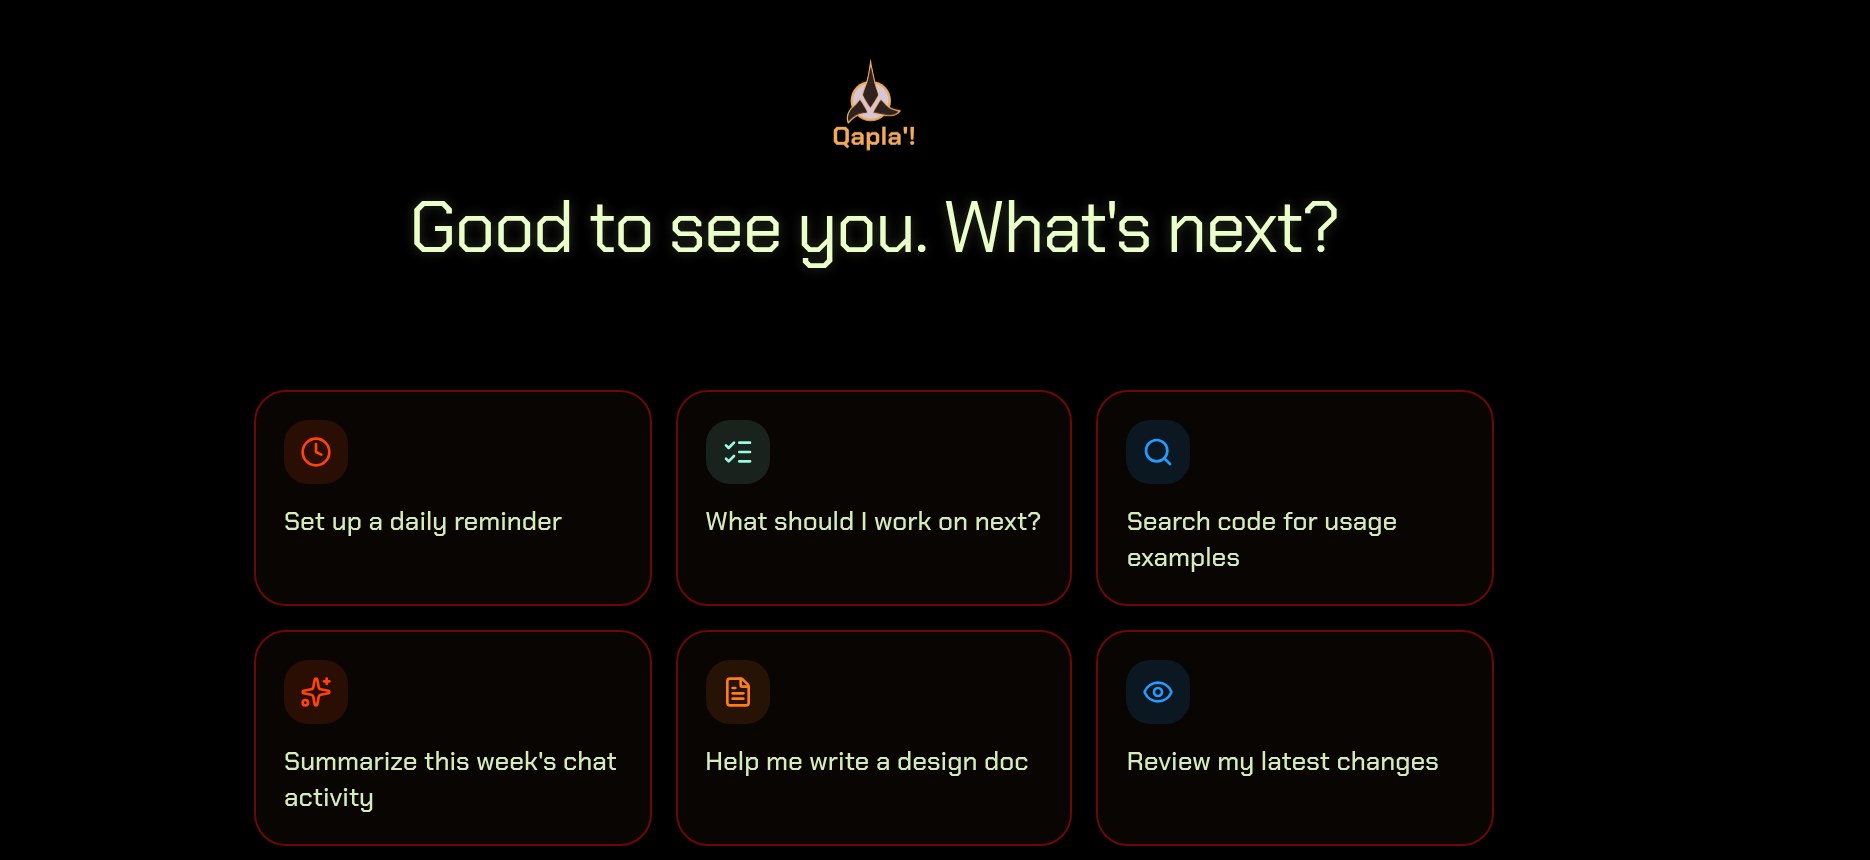 Qapla'!
Good to see you. What's next?
Set up a daily reminder
What should I work on next?
Search code for usage
examples
Summarize this week's chat
activity
Help me write a design doc
Review my latest changes